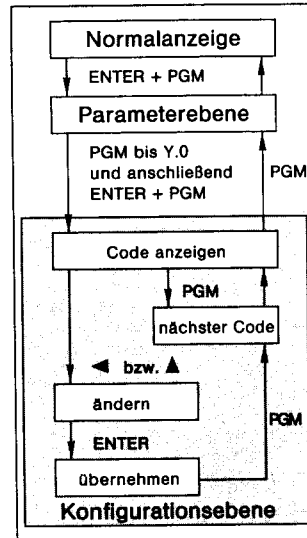 Normalanzeige
ENTER + PGM
Parameterebene
PGM bis Y.0
und anschließend
ENTER + PGM
PGM
Code anzeigen
PGM
nächster Code
◄ bzw. ▲
ändern
PGM
ENTER
übernehmen
Konfigurationsebene